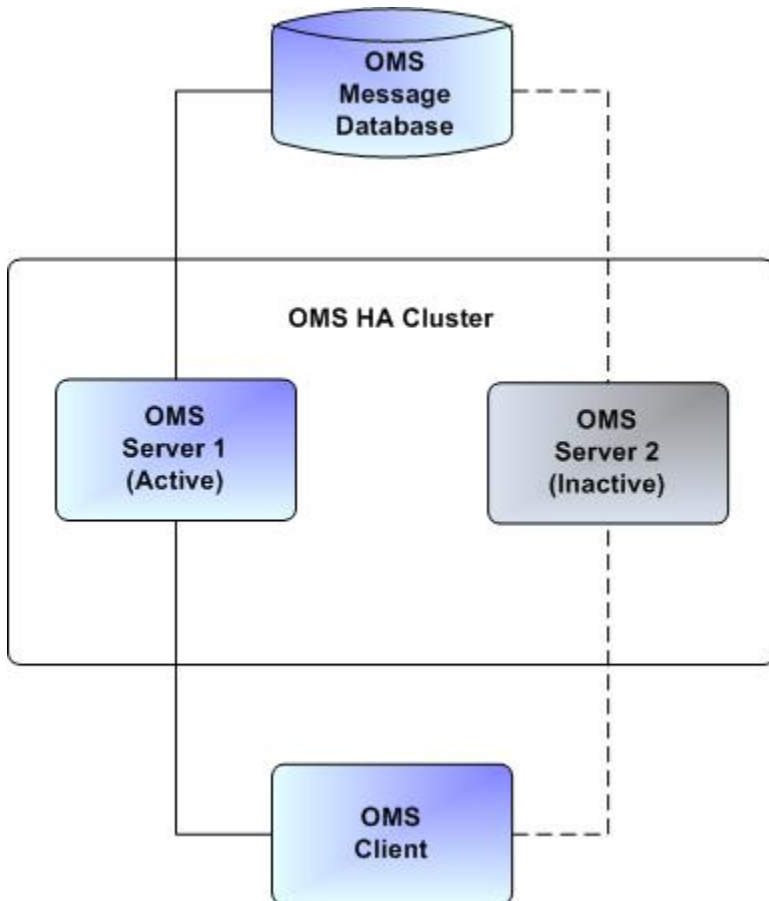 OMS
Message
Database
OMS HA Cluster
OMS
Server 1
(Active)
OMS
Server 2
(Inactive)
OMS
Client